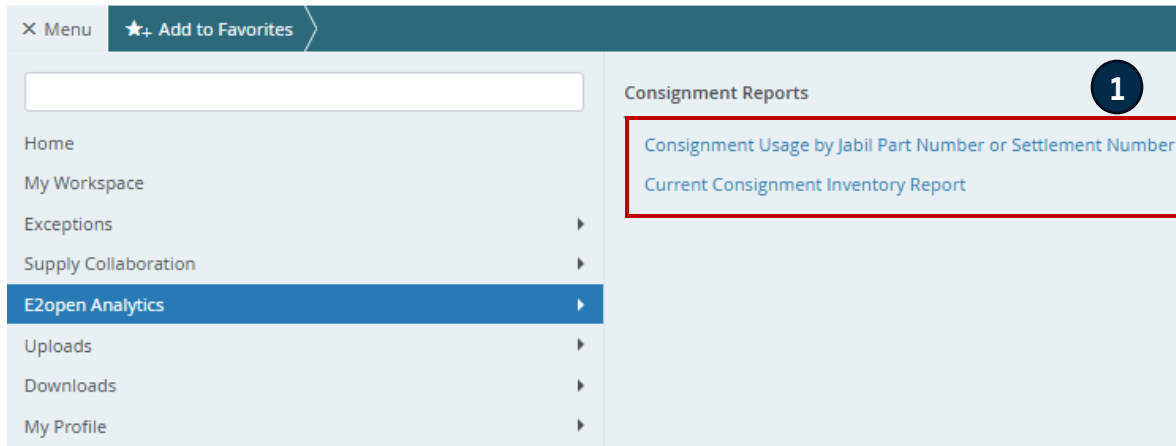 × Menu ★+ Add to Favorites
Consignment Reports 1
Home
Consignment Usage by Jabil Part Number or Settlement Number
My Workspace
Current Consignment Inventory Report
Exceptions
Supply Collaboration
E2open Analytics
Uploads
Downloads
My Profile